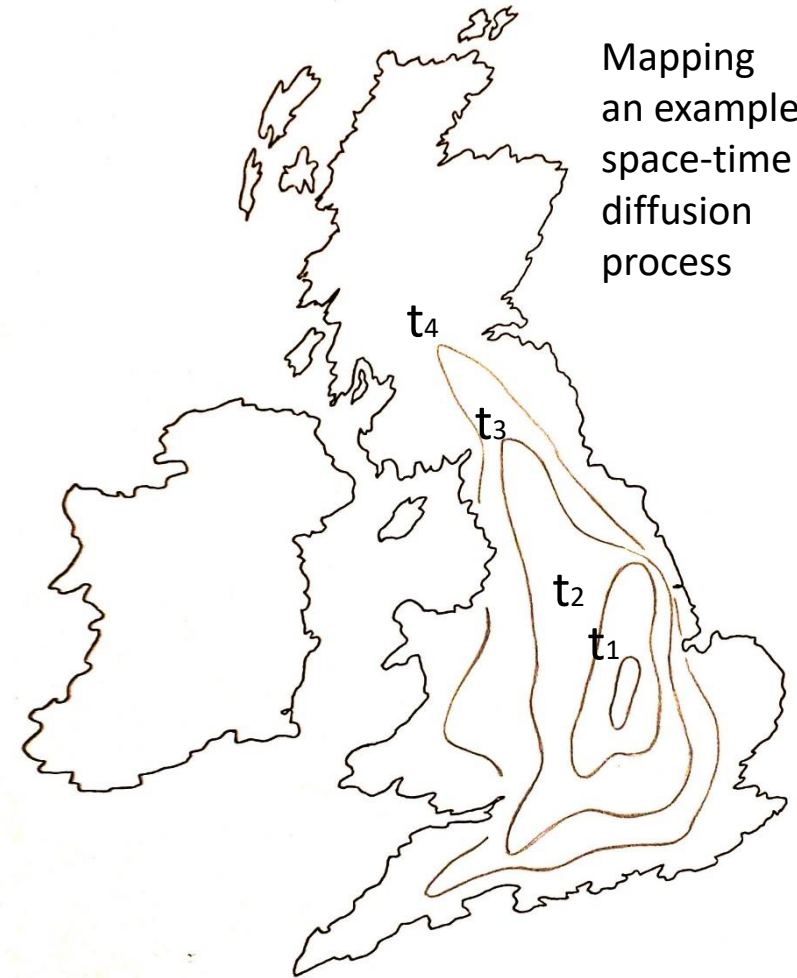 Mapping
an example
space-time
diffusion
process
t₄
t₃
t₂
t₁